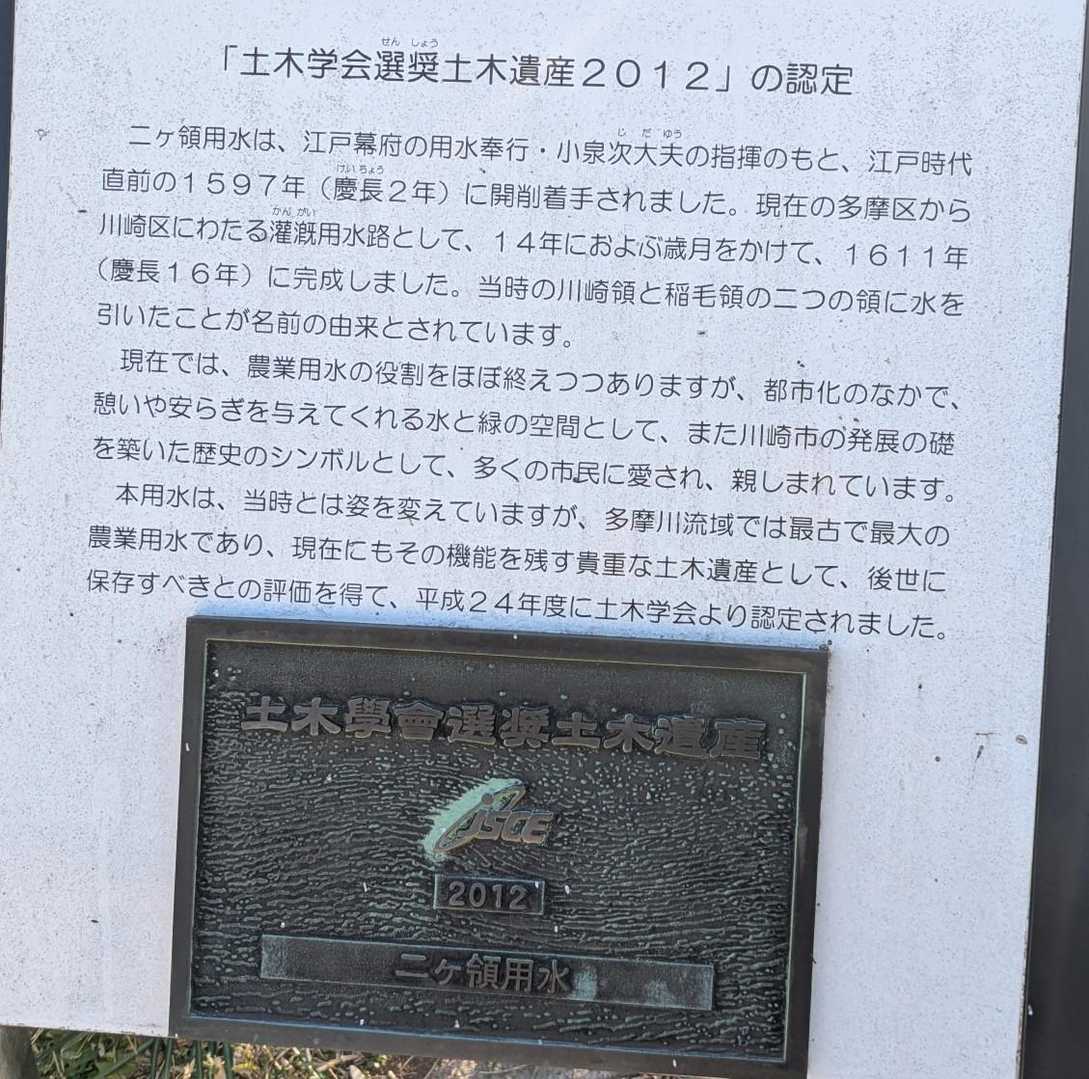 「土木学会選奨土木遺産２０１２」の認定
二ヶ領用水は、江戸幕府の用水奉行・小泉次大夫の指揮のもと、江戸時代
直前の１５９７年（慶長２年）に開削着手されました。現在の多摩区から
川崎区にわたる灌漑用水路として、１４年におよぶ歳月をかけて、１６１１年
（慶長１６年）に完成しました。当時の川崎領と稲毛領の二つの領に水を
引いたことが名前の由来とされています。
現在では、農業用水の役割をほぼ終えつつありますが、都市化のなかで、
憩いや安らぎを与えてくれる水と緑の空間として、また川崎市の発展の礎
を築いた歴史のシンボルとして、多くの市民に愛され、親しまれています。
本用水は、当時とは姿を変えていますが、多摩川流域では最古で最大の
農業用水であり、現在にもその機能を残す貴重な土木遺産として、後世に
保存すべきとの評価を得て、平成２４年度に土木学会より認定されました。
土木學會選奨土木遺産
JSCE
2012
二ヶ領用水